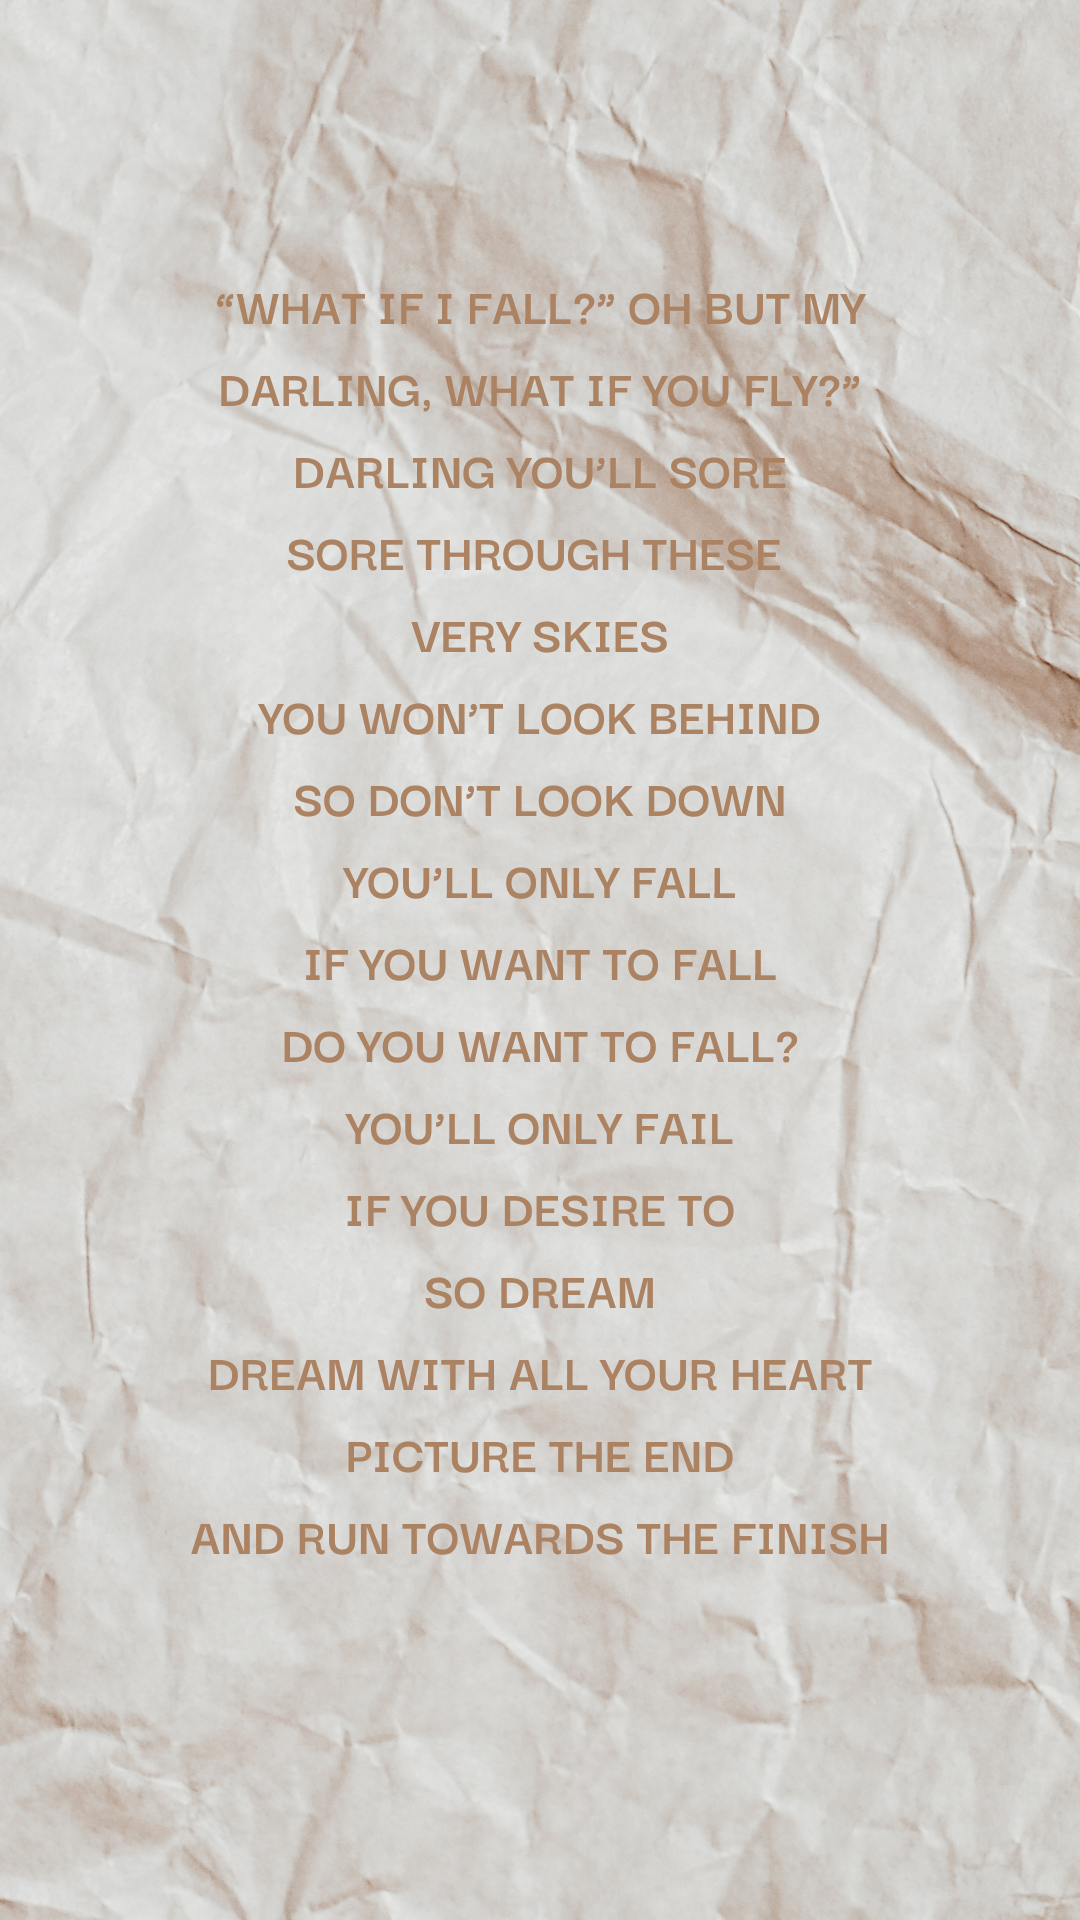 “WHAT IF I FALL?” OH BUT MY
DARLING, WHAT IF YOU FLY?”
DARLING YOU’LL SORE
SORE THROUGH THESE
VERY SKIES
YOU WON’T LOOK BEHIND
SO DON’T LOOK DOWN
YOU’LL ONLY FALL
IF YOU WANT TO FALL
DO YOU WANT TO FALL?
YOU’LL ONLY FAIL
IF YOU DESIRE TO
SO DREAM
DREAM WITH ALL YOUR HEART
PICTURE THE END
AND RUN TOWARDS THE FINISH